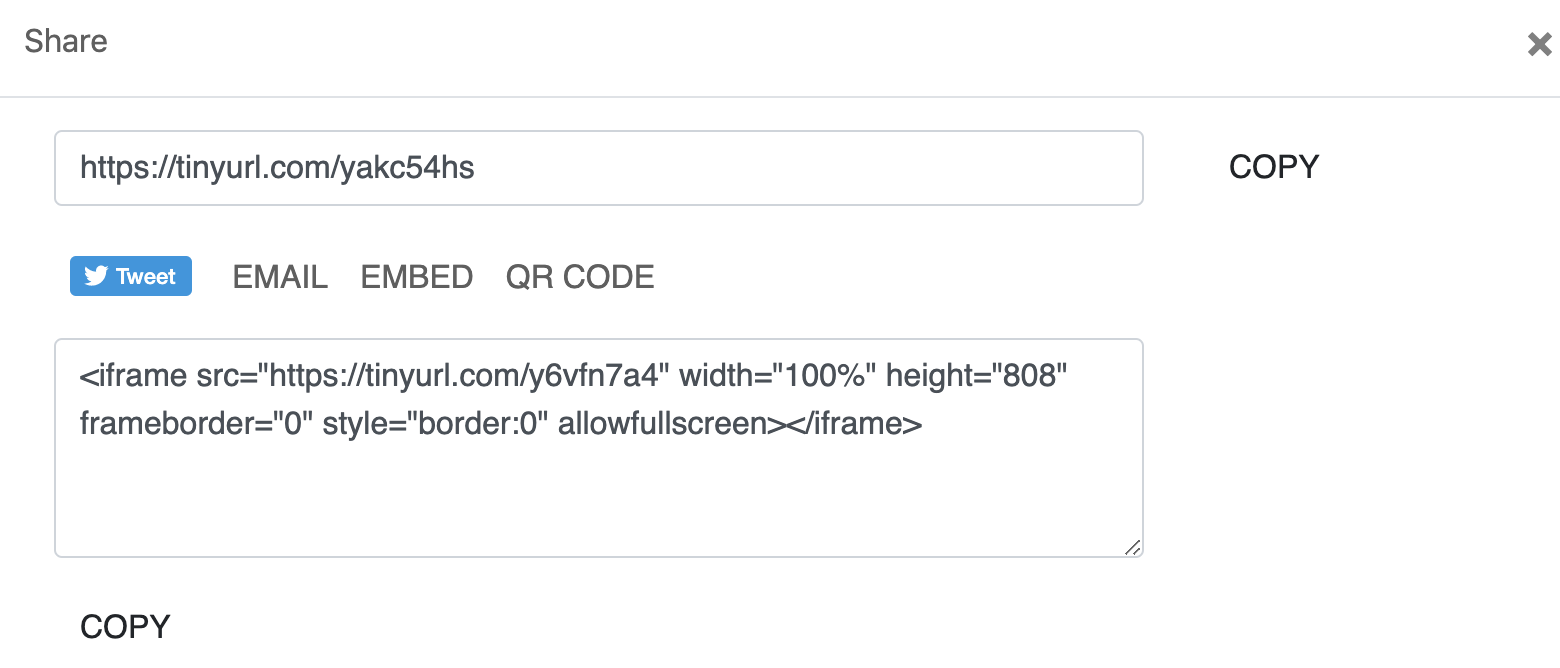 Share
https://tinyurl.com/yakc54hs
COPY
Tweet EMAIL EMBED QR CODE
<iframe src="https://tinyurl.com/y6vfn7a4" width="100%" height="808"
frameborder="0" style="border:0" allowfullscreen></iframe>
COPY